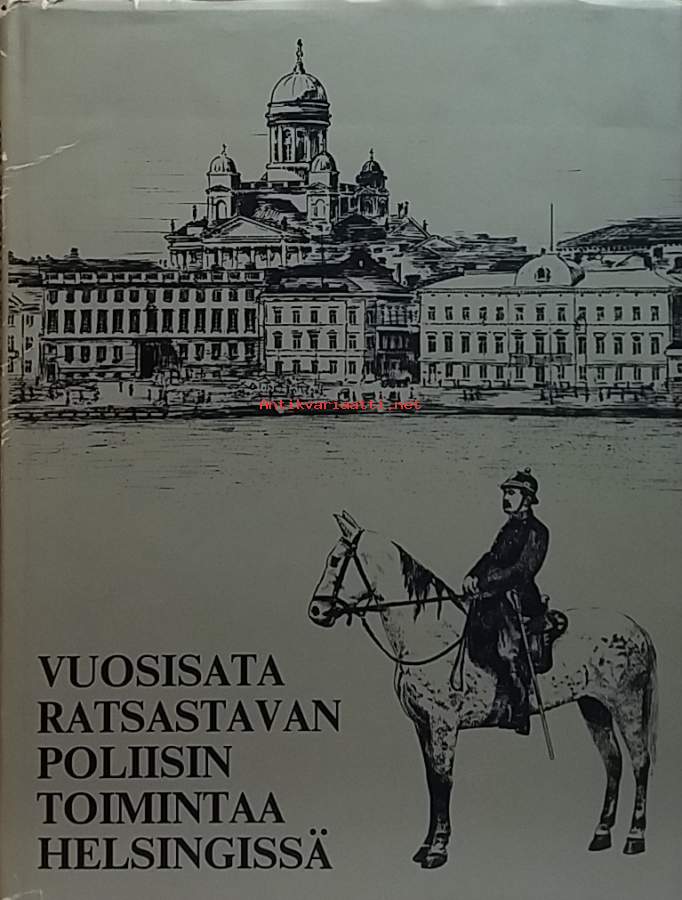 Antikvariaatti.net
VUOSISATA
RATSASTAVAN
POLIISIN
TOIMINTAA
HELSINGISSÄ